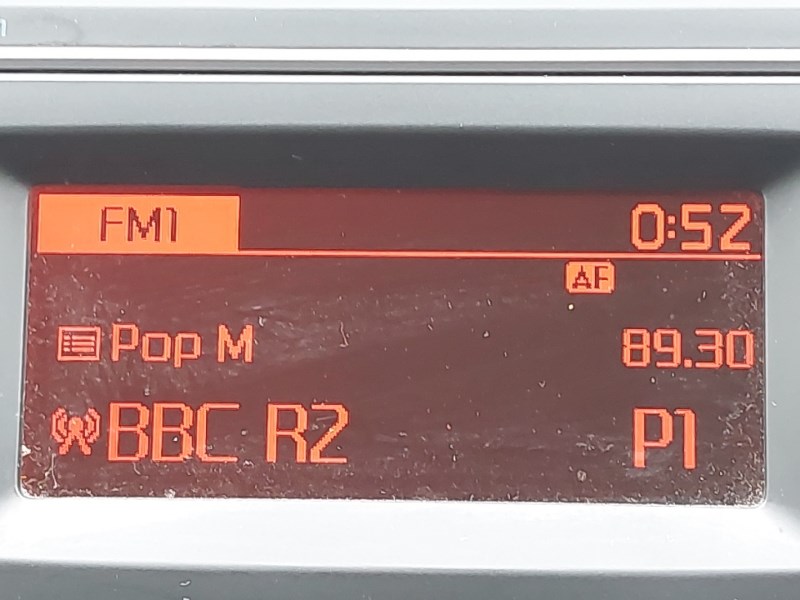 FM1 0:52
AF
Pop M 89.30
BBC R2 P1